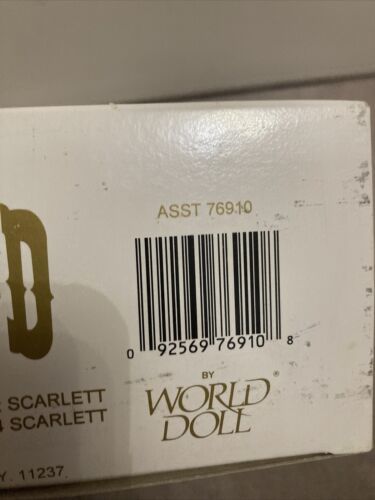 ASST 76910
D
0 92569 76910 8
BY
WORLD
DOLL®
SCARLETT
SCARLETT
Y. 11237